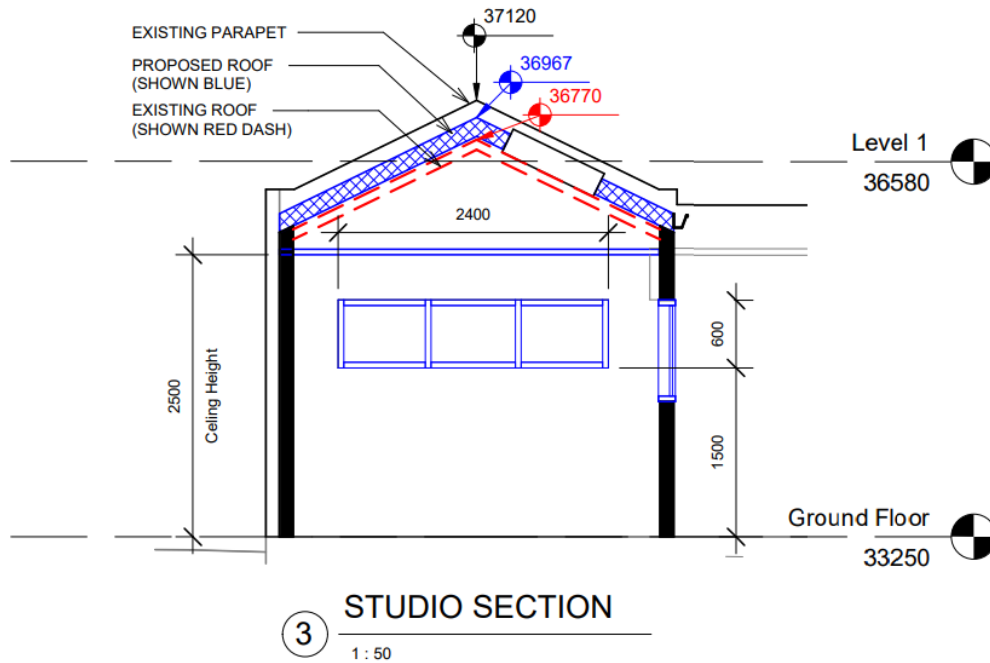 37120
EXISTING PARAPET
PROPOSED ROOF
(SHOWN BLUE)
36967
EXISTING ROOF
(SHOWN RED DASH)
36770
Level 1
36580
2400
2500
Celing Height
600
1500
Ground Floor
33250
3
STUDIO SECTION
1 : 50